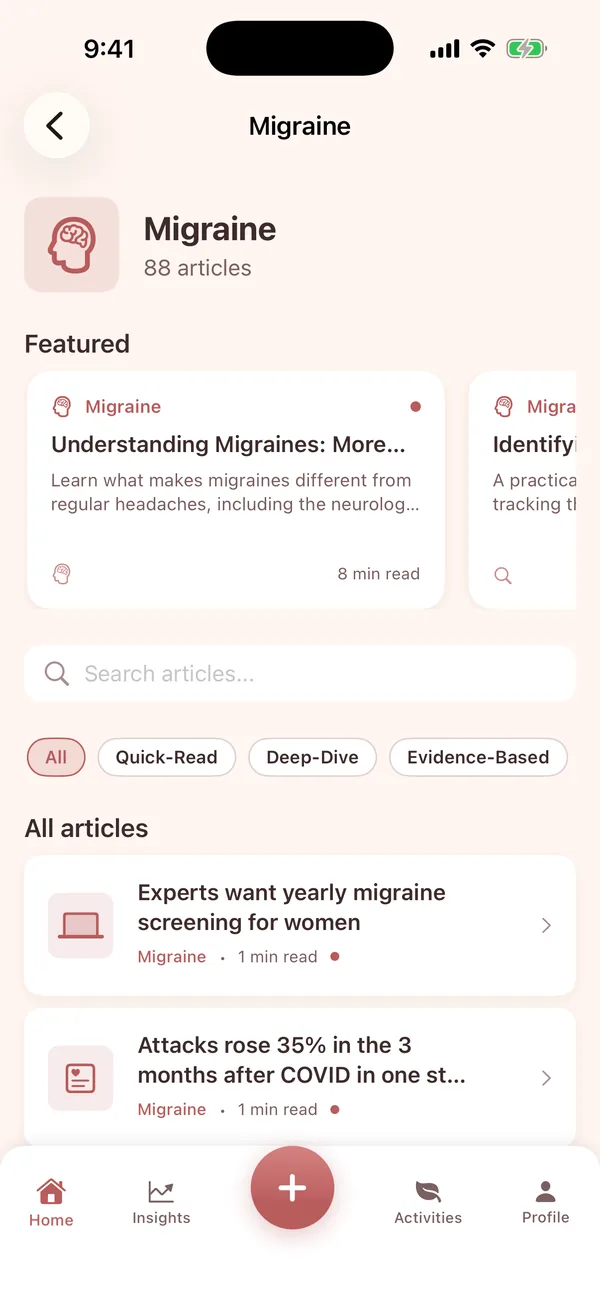 9:41
Migraine
Migraine
88 articles
Featured
Migraine
Understanding Migraines: More...
Learn what makes migraines different from
regular headaches, including the neurolog...
8 min read
Migra
Identifyi
A practica
tracking th
Search articles...
All
Quick-Read
Deep-Dive
Evidence-Based
All articles
Experts want yearly migraine
screening for women
Migraine • 1 min read
Attacks rose 35% in the 3
months after COVID in one st...
Migraine • 1 min read
Home
Insights
Activities
Profile